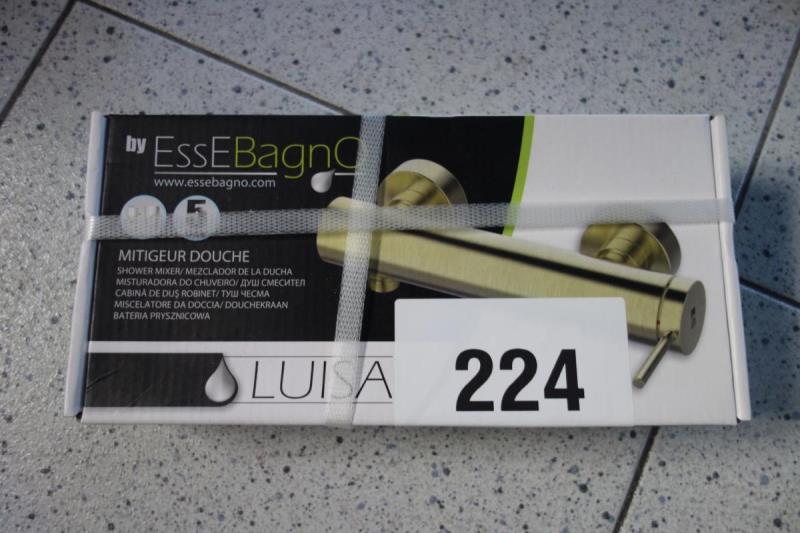 by EssEBagnO
www.essebagno.com
5
MITIGEUR DOUCHE
SHOWER MIXER/ MEZCLADOR DE LA DUCHA
MISTURADORA DO CHUVEIRO/ ДУШ СМЕСИТЕЛ
CABINĂ DE DUȘ ROBINET/ ТУШ ЧЕСМА
MISCELATORE DA DOCCIA/ DOUCHEKRAAN
BATERIA PRYSZNICOWA
LUISA
224